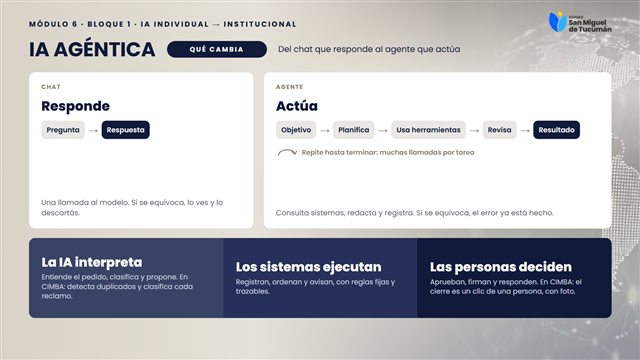 MÓDULO 6 · BLOQUE 1 · IA INDIVIDUAL → INSTITUCIONAL
CIUDAD
San Miguel
de Tucumán
IA AGÉNTICA
QUÉ CAMBIA
Del chat que responde al agente que actúa
CHAT
Responde
Pregunta → Respuesta
Una llamada al modelo. Si se equivoca, lo ves y lo
descartás.
AGENTE
Actúa
Objetivo → Planifica → Usa herramientas → Revisa → Resultado
Repite hasta terminar: muchas llamadas por tarea
Consulta sistemas, redacta y registra. Si se equivoca, el error ya está hecho.
La IA interpreta
Entiende el pedido, clasifica y propone. En
CIMBA: detecta duplicados y clasifica cada
reclamo.
Los sistemas ejecutan
Registran, ordenan y avisan, con reglas fijas y
trazables.
Las personas deciden
Aprueban, firman y responden. En CIMBA: el
cierre es un clic de una persona, con foto.